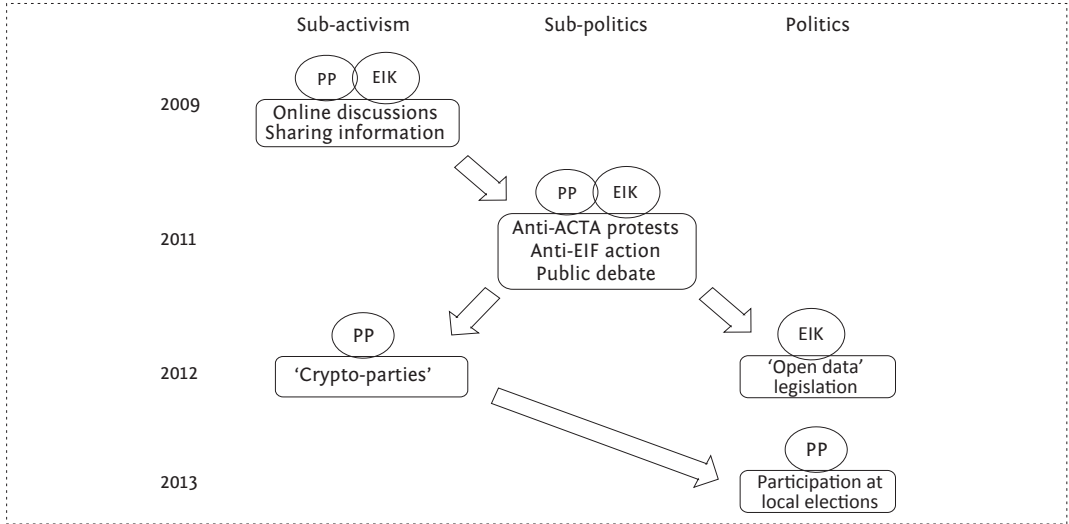 Sub-activism
Sub-politics
Politics
PP
EIK
2009
Online discussions
Sharing information
PP
EIK
2011
Anti-ACTA protests
Anti-EIF action
Public debate
PP
EIK
2012
‘Crypto-parties’
‘Open data’
legislation
PP
2013
Participation at
local elections